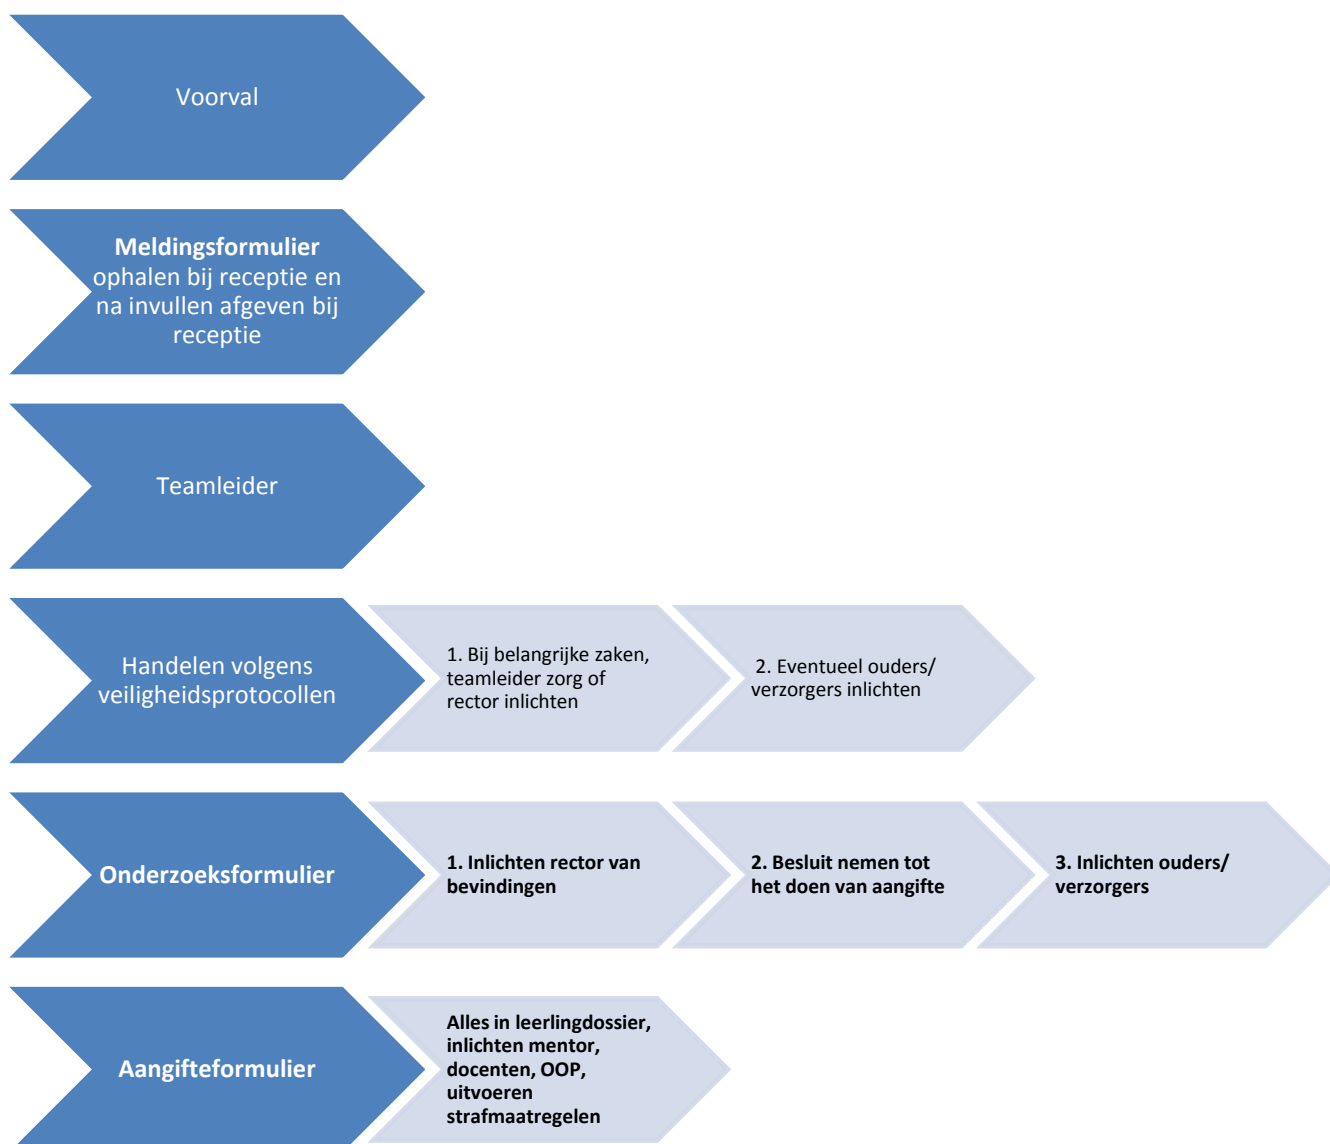 Voorval
Meldingsformulier
ophalen bij receptie en
na invullen afgeven bij
receptie
Teamleider
Handelen volgens
veiligheidsprotocollen
1. Bij belangrijke zaken,
teamleider zorg of
rector inlichten
2. Eventueel ouders/
verzorgers inlichten
Onderzoeksformulier
1. Inlichten rector van
bevindingen
2. Besluit nemen tot
het doen van aangifte
3. Inlichten ouders/
verzorgers
Aangifteformulier
Alles in leerlingdossier,
inlichten mentor,
docenten, OOP,
uitvoeren
strafmaatregelen